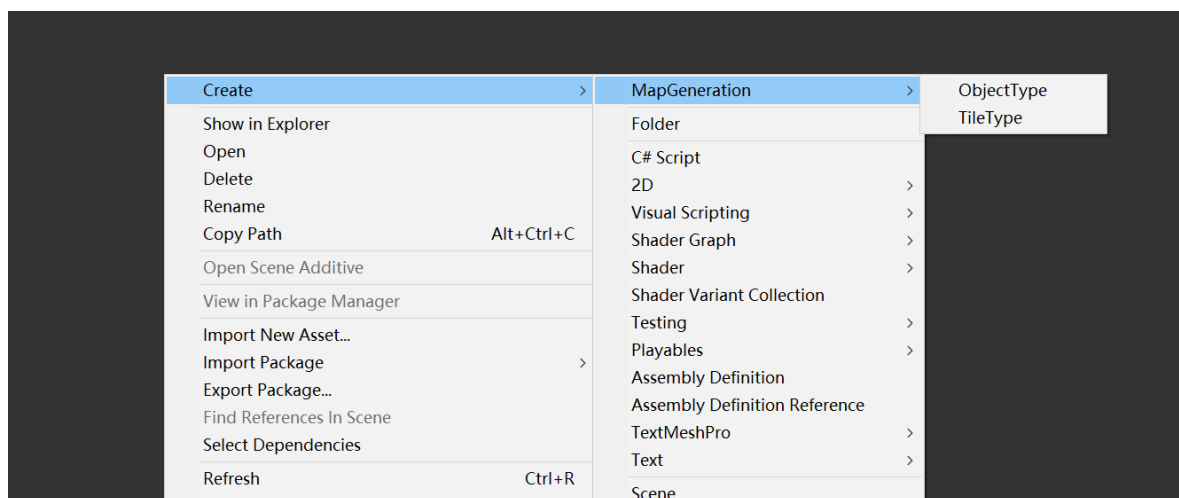 Create
Show in Explorer
Open
Delete
Rename
Copy Path Alt+Ctrl+C
Open Scene Additive
View in Package Manager
Import New Asset...
Import Package
Export Package...
Find References In Scene
Select Dependencies
Refresh Ctrl+R
MapGeneration
Folder
C# Script
2D
Visual Scripting
Shader Graph
Shader
Shader Variant Collection
Testing
Playables
Assembly Definition
Assembly Definition Reference
TextMeshPro
Text
Scene
ObjectType
TileType